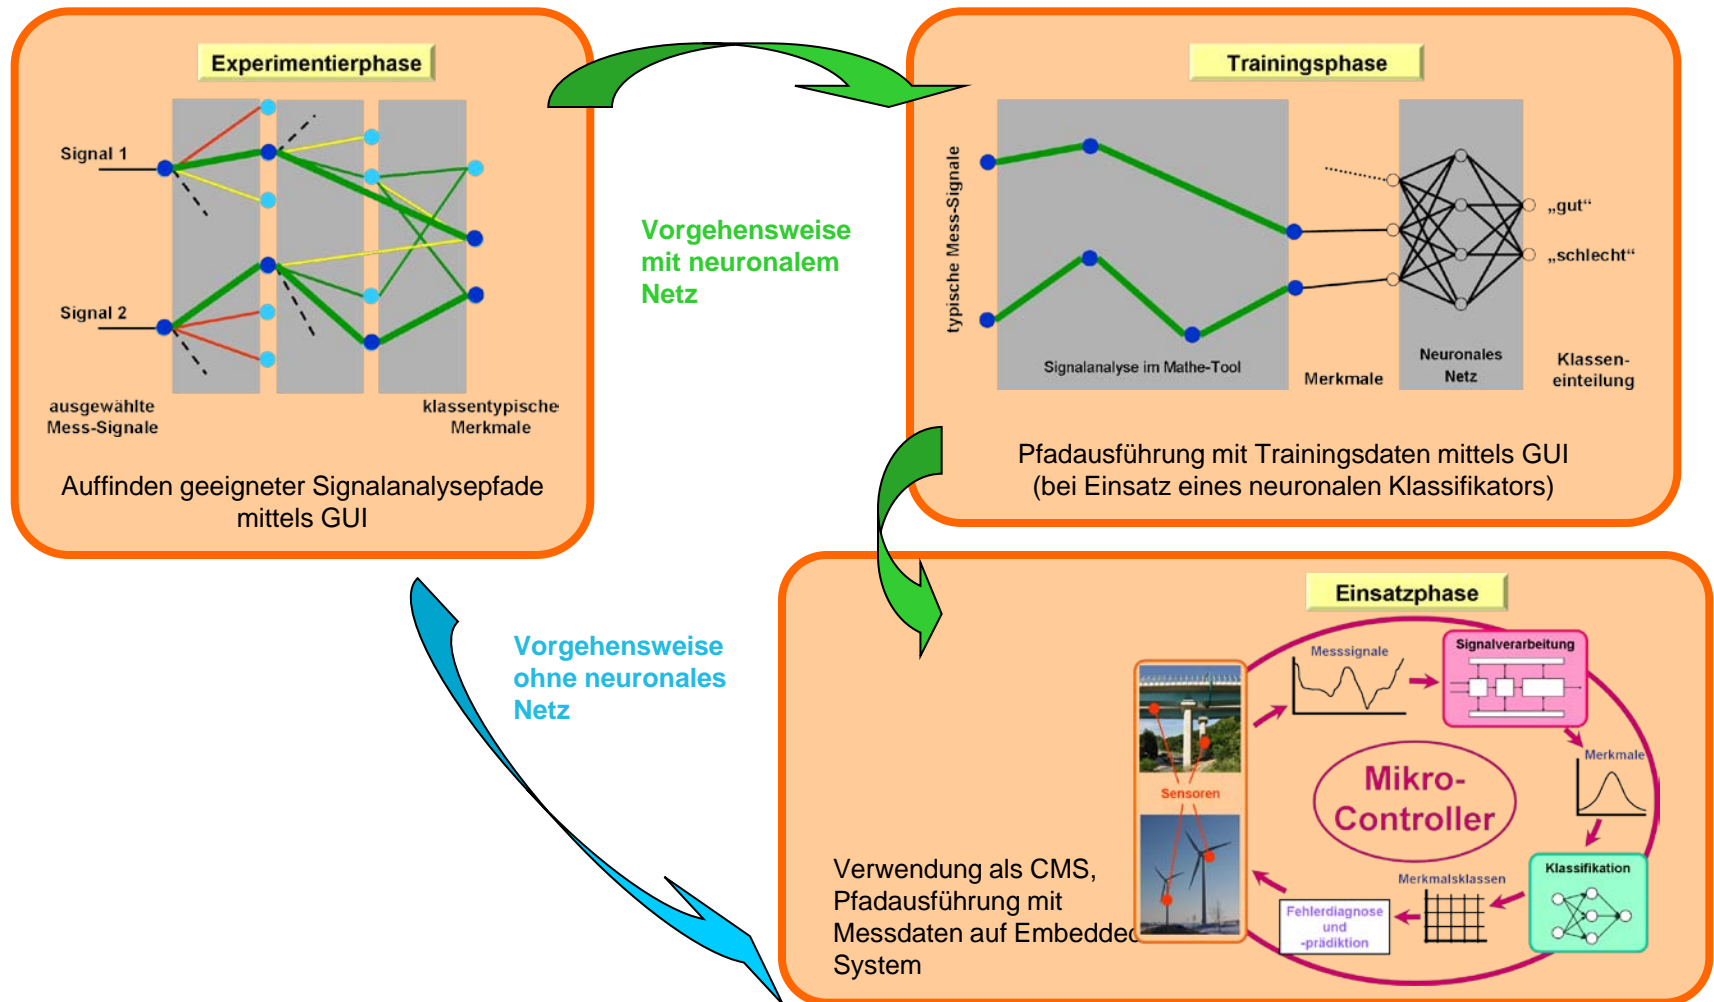 Experimentierphase
Signal 1
Signal 2
ausgewählte
Mess-Signale
klassentypische
Merkmale
Auffinden geeigneter Signalanalysepfade
mittels GUI
Vorgehensweise
mit neuronalem
Netz
Trainingsphase
typische Mess-Signale
„gut“
„schlecht“
Signalanalyse im Mathe-Tool
Merkmale
Neuronales
Netz
Klassen-
einteilung
Pfadausführung mit Trainingsdaten mittels GUI
(bei Einsatz eines neuronalen Klassifikators)
Vorgehensweise
ohne neuronales
Netz
Einsatzphase
Messignale
Signalverarbeitung
Merkmale
Mikro-
Controller
Sensoren
Klassifikation
Merkmalsklassen
Fehlerdiagnose
und
-prädiktion
Verwendung als CMS,
Pfadausführung mit
Messdaten auf Embedded
System